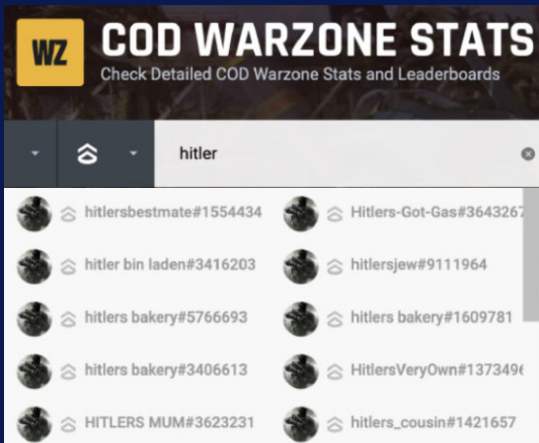 WZ
COD WARZONE STATS
Check Detailed COD Warzone Stats and Leaderboards
hitler
hitlersbestmate#1554434
Hitlers-Got-Gas#3643267
hitler bin laden#3416203
hitlersjew#9111964
hitlers bakery#5766693
hitlers bakery#1609781
hitlers bakery#3406613
HitlersVeryOwn#1373496
HITLERS MUM#3623231
hitlers_cousin#1421657